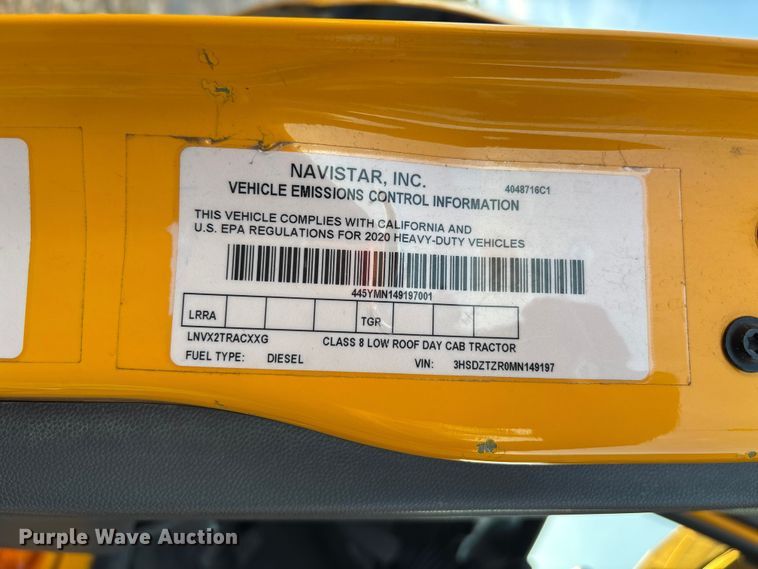 NAVISTAR, INC.
4048716C1
VEHICLE EMISSIONS CONTROL INFORMATION
THIS VEHICLE COMPLIES WITH CALIFORNIA AND
U.S. EPA REGULATIONS FOR 2020 HEAVY-DUTY VEHICLES
445YMN149197001
LRRA TGR
LNVX2TRACXXG CLASS 8 LOW ROOF DAY CAB TRACTOR
FUEL TYPE: DIESEL VIN: 3HSDZTZR0MN149197
Purple Wave Auction